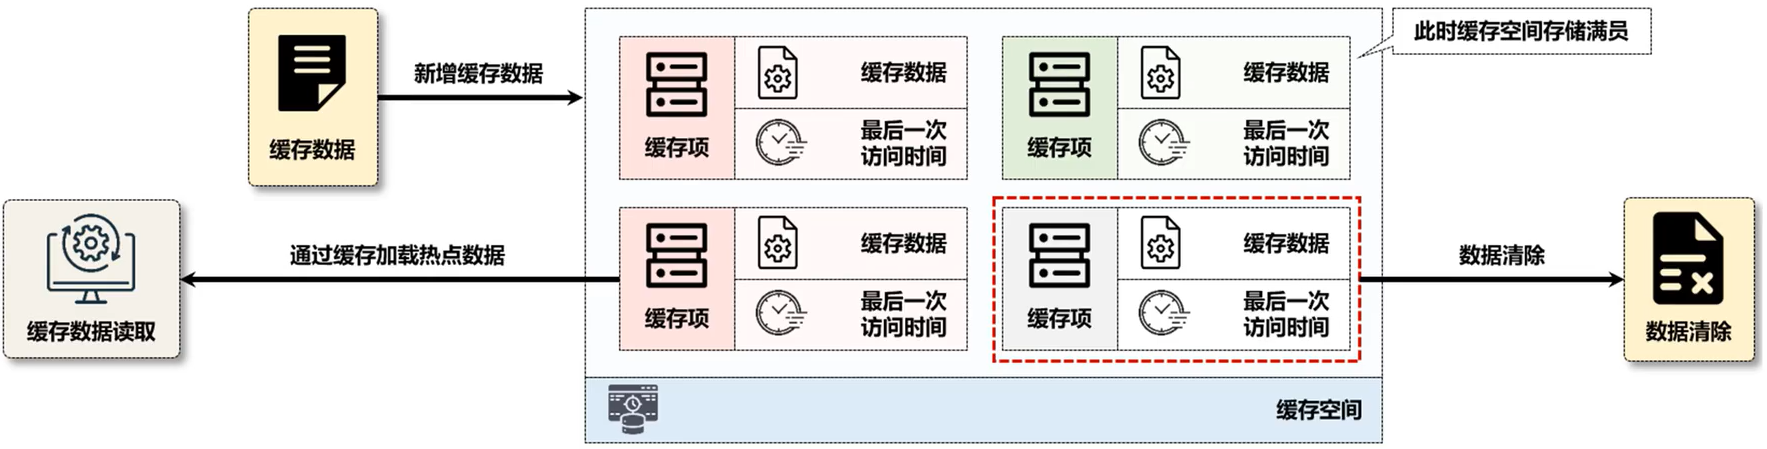 缓存数据
新增缓存数据
此时缓存空间存储满员
缓存项
缓存数据
最后一次
访问时间
缓存项
缓存数据
最后一次
访问时间
缓存数据读取
通过缓存加载热点数据
缓存项
缓存数据
最后一次
访问时间
缓存项
缓存数据
最后一次
访问时间
数据清除
数据清除
缓存空间